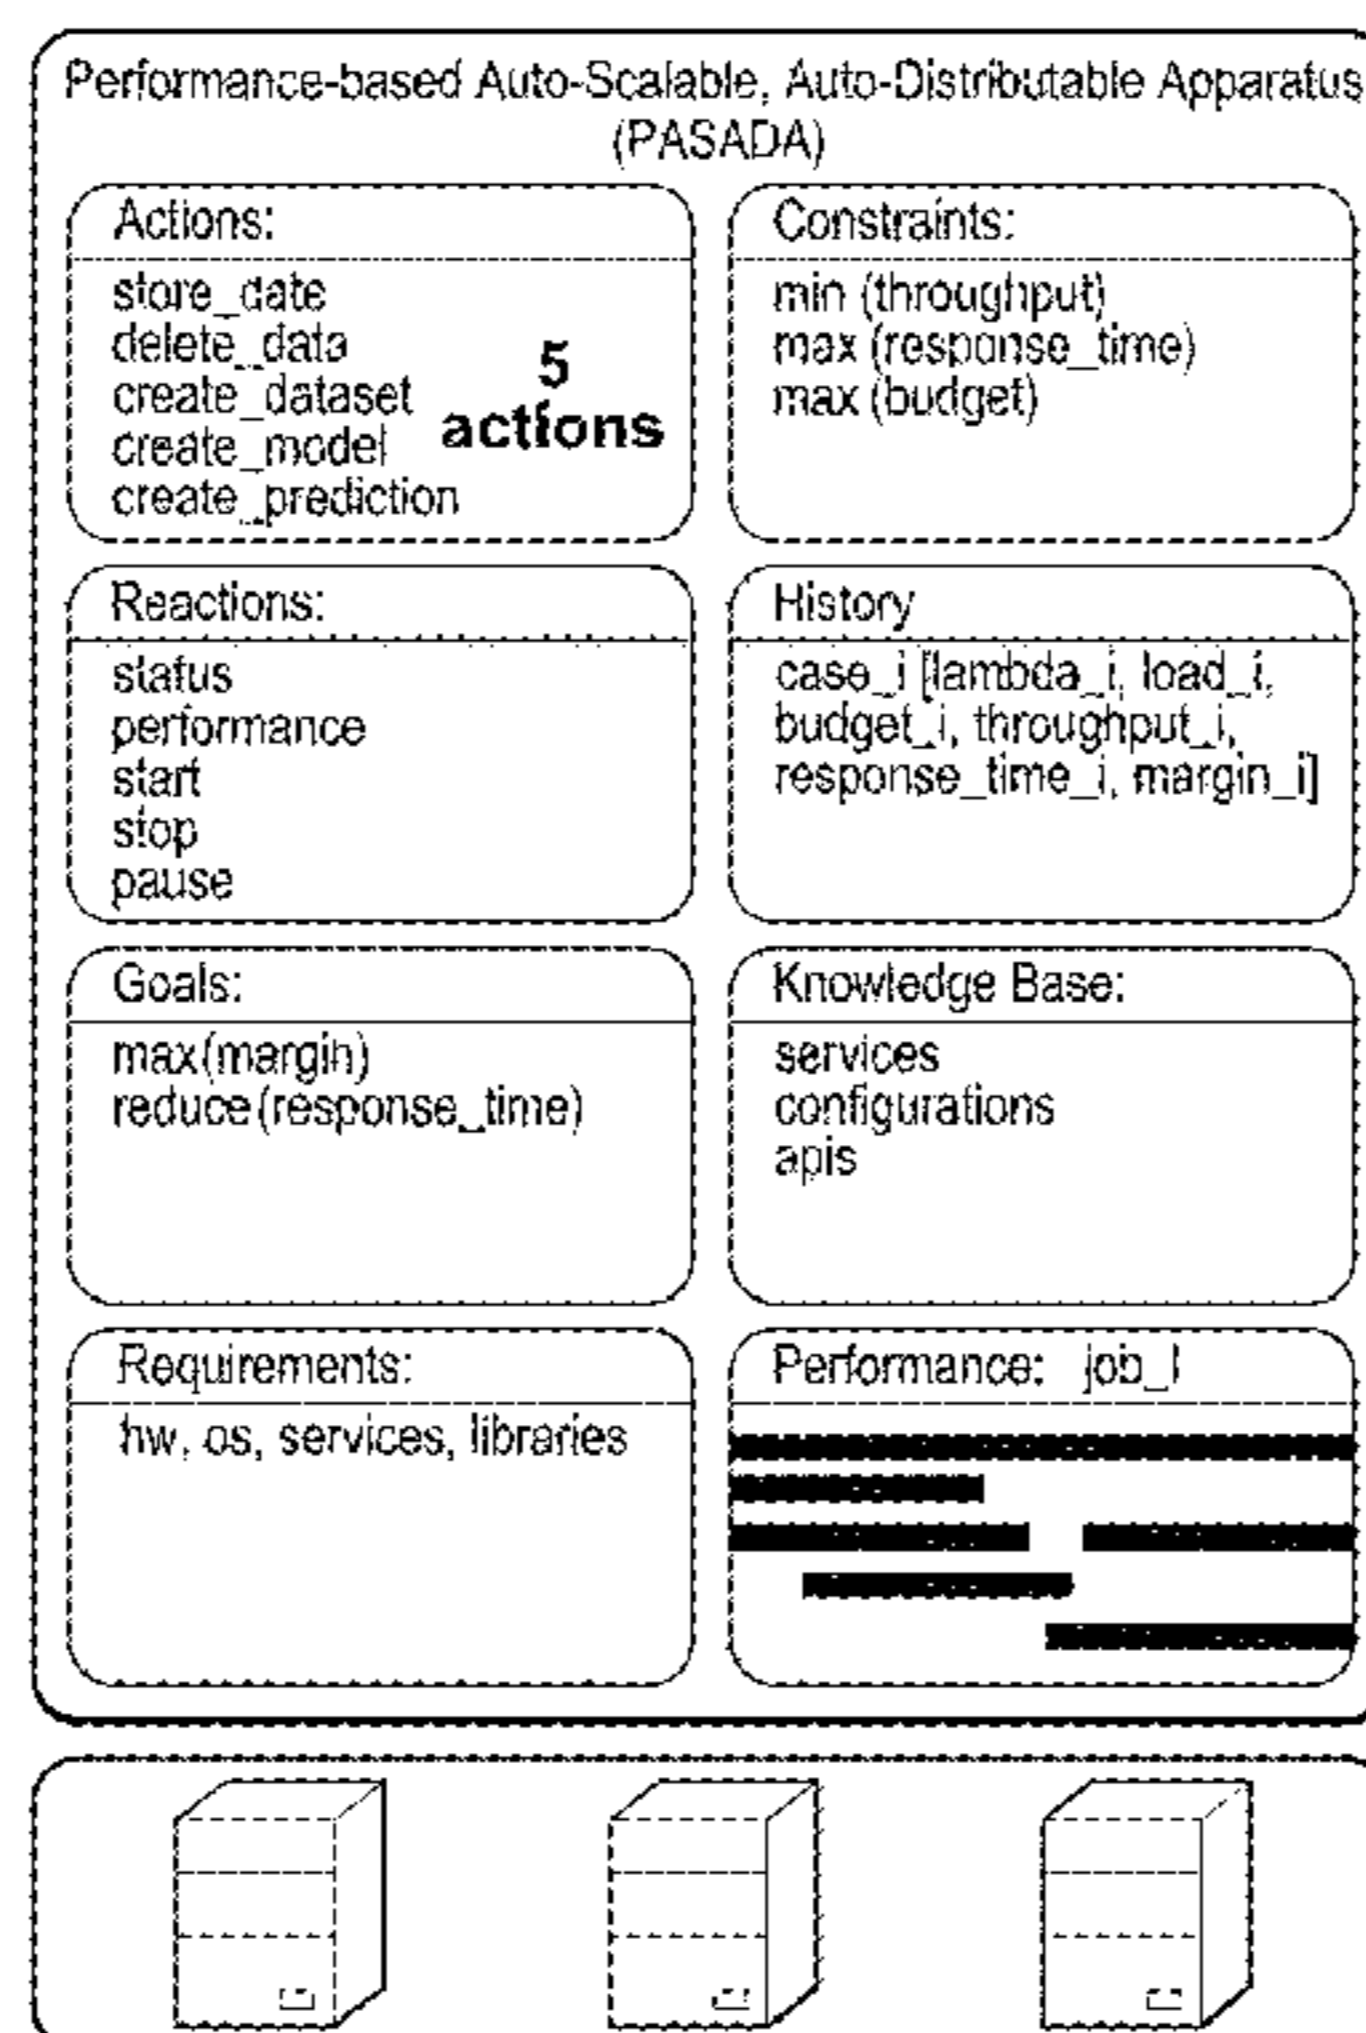 Performance-based Auto-Scalable, Auto-Distributable Apparatus
(PASADA)
Actions:
store_date
delete_data
create_dataset
create_model
create_prediction
5
actions
Constraints:
min (throughput)
max (response_time)
max (budget)
Reactions:
status
performance
start
stop
pause
History
case_i [lambda_i, load_i,
budget_i, throughput_i,
response_time_i, margin_i]
Goals:
max(margin)
reduce(response_time)
Knowledge Base:
services
configurations
apis
Requirements:
hw, os, services, libraries
Performance: job_l